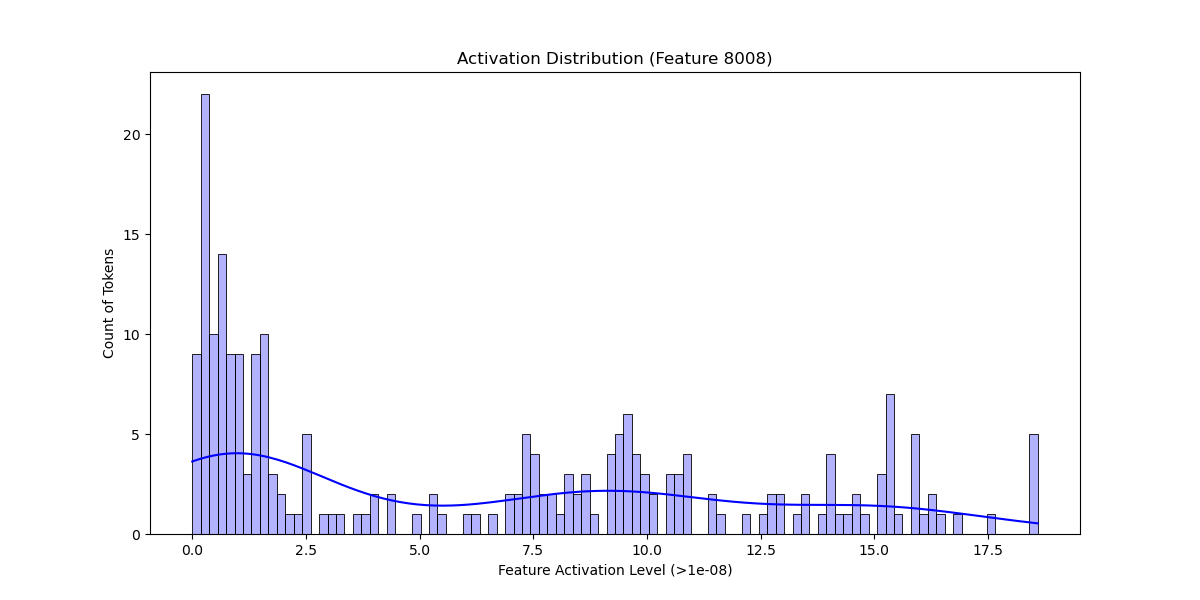 Activation Distribution (Feature 8008)
Count of Tokens
20
15
10
5
0
0.0 2.5 5.0 7.5 10.0 12.5 15.0 17.5
Feature Activation Level (>1e-08)